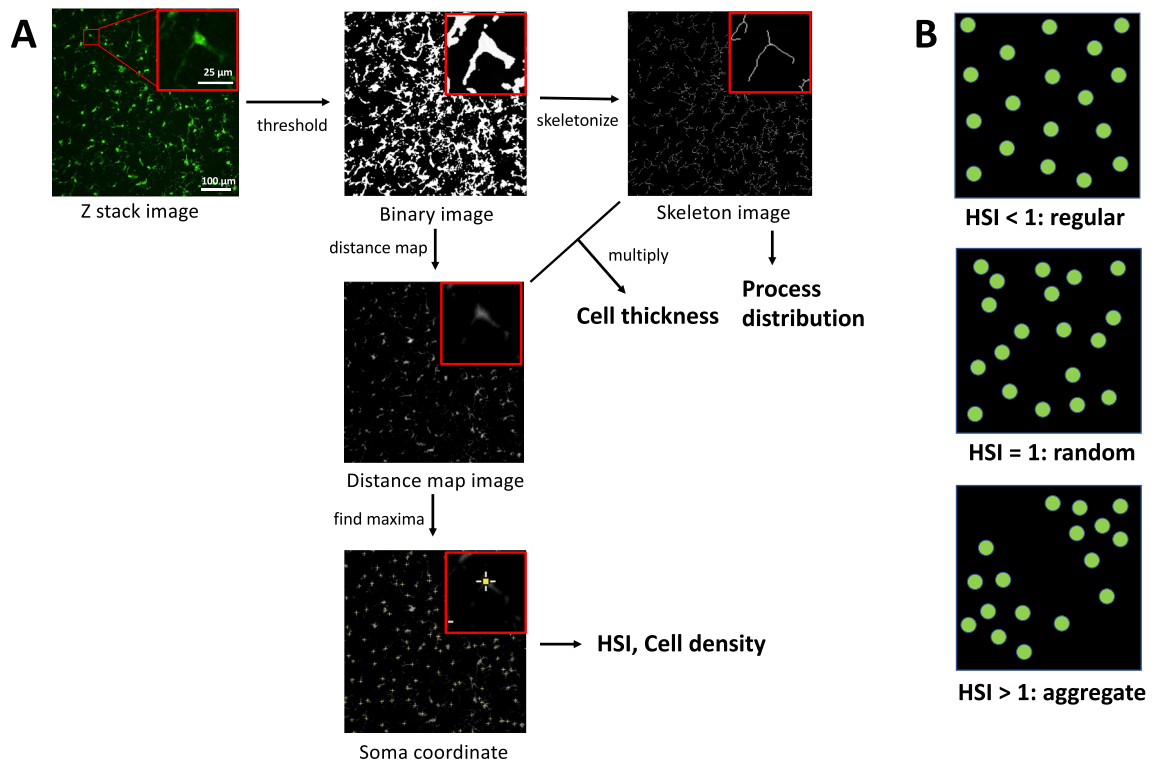 A
25 µm
100 µm
Z stack image
threshold
Binary image
skeletonize
Skeleton image
distance map
multiply
Cell thickness
Process
distribution
Distance map image
find maxima
Soma coordinate
HSI, Cell density
B
HSI < 1: regular
HSI = 1: random
HSI > 1: aggregate